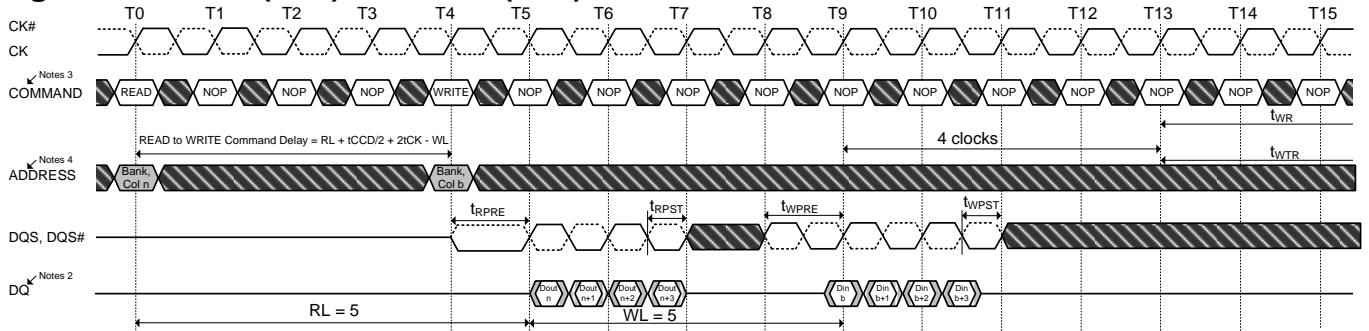 T0 T1 T2 T3 T4 T5 T6 T7 T8 T9 T10 T11 T12 T13 T14 T15
CK#
CK
Notes 3
COMMAND READ NOP NOP NOP WRITE NOP NOP NOP NOP NOP NOP NOP NOP NOP NOP NOP
READ to WRITE Command Delay = RL + tCCD/2 + 2tCK - WL
4 clocks
tWR
tWTR
Notes 4
ADDRESS
Bank, Col n
Bank, Col b
tRPRE tRPST tWPRE tWPST
DQS, DQS#
Notes 2
DQ
Dout n
Dout n+1
Dout n+2
Dout n+3
Din b
Din b+1
Din b+2
Din b+3
RL = 5 WL = 5